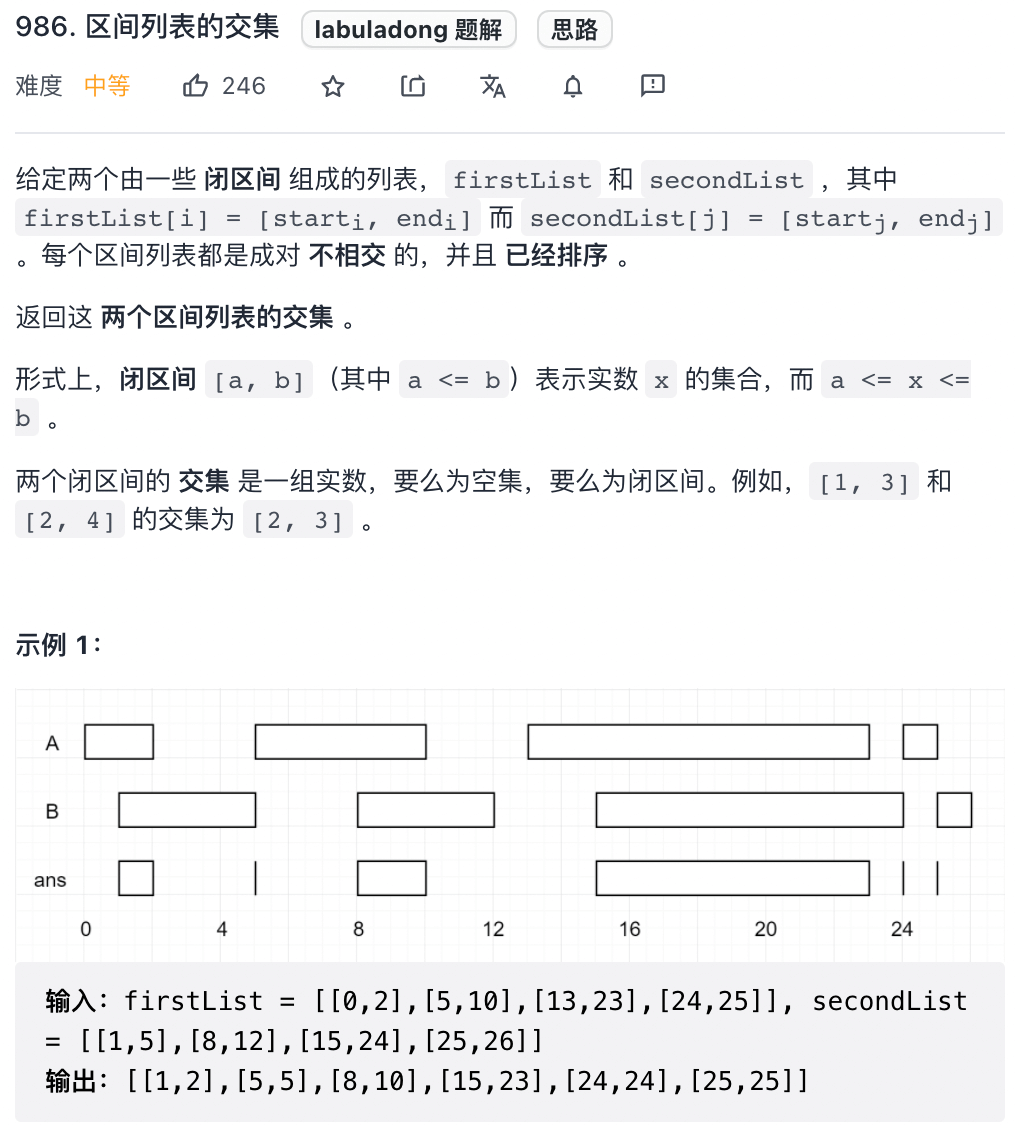 986. 区间列表的交集 labuladong 题解 思路
难度 中等 246
给定两个由一些 闭区间 组成的列表， firstList 和 secondList ，其中
firstList[i] = [starti, endi] 而 secondList[j] = [startj, endj]
。每个区间列表都是成对 不相交 的，并且 已经排序 。
返回这 两个区间列表的交集 。
形式上，闭区间 [a, b] （其中 a <= b）表示实数 x 的集合，而 a <= x <=
b 。
两个闭区间的 交集 是一组实数，要么为空集，要么为闭区间。例如， [1, 3] 和
[2, 4] 的交集为 [2, 3] 。
示例 1：
A
B
ans
0 4 8 12 16 20 24
输入：firstList = [[0,2],[5,10],[13,23],[24,25]], secondList
= [[1,5],[8,12],[15,24],[25,26]]
输出：[[1,2],[5,5],[8,10],[15,23],[24,24],[25,25]]